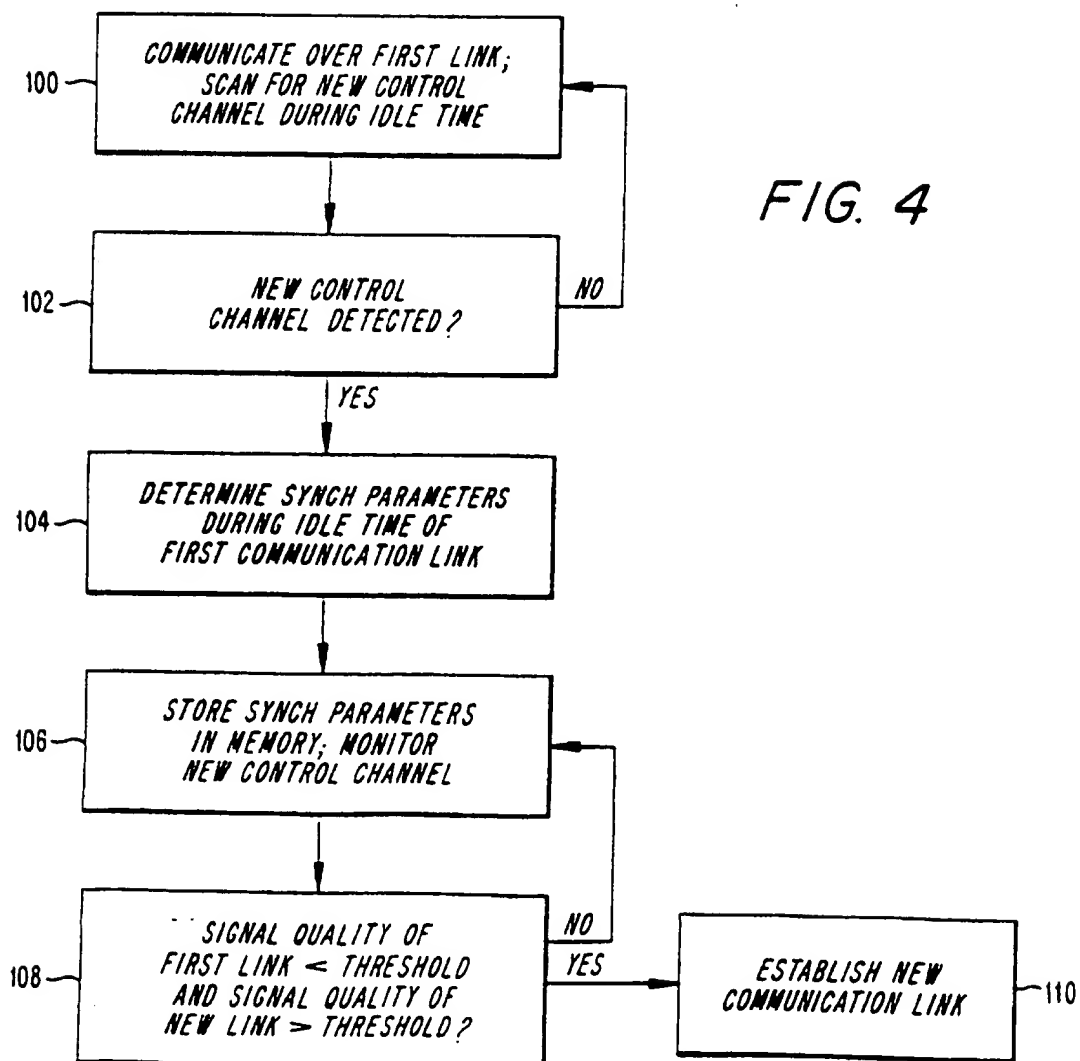 COMMUNICATE OVER FIRST LINK;
SCAN FOR NEW CONTROL
CHANNEL DURING IDLE TIME
100
FIG. 4
NEW CONTROL
CHANNEL DETECTED?
102
NO
YES
DETERMINE SYNCH PARAMETERS
DURING IDLE TIME OF
FIRST COMMUNICATION LINK
104
STORE SYNCH PARAMETERS
IN MEMORY; MONITOR
NEW CONTROL CHANNEL
106
SIGNAL QUALITY OF
FIRST LINK < THRESHOLD
AND SIGNAL QUALITY OF
NEW LINK > THRESHOLD?
108
NO
YES
ESTABLISH NEW
COMMUNICATION LINK
110